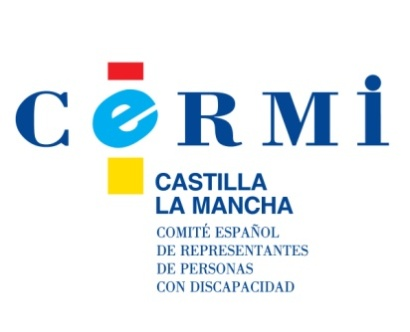 CeRMi
CASTILLA
LA MANCHA
COMITÉ ESPAÑOL
DE REPRESENTANTES
DE PERSONAS
CON DISCAPACIDAD